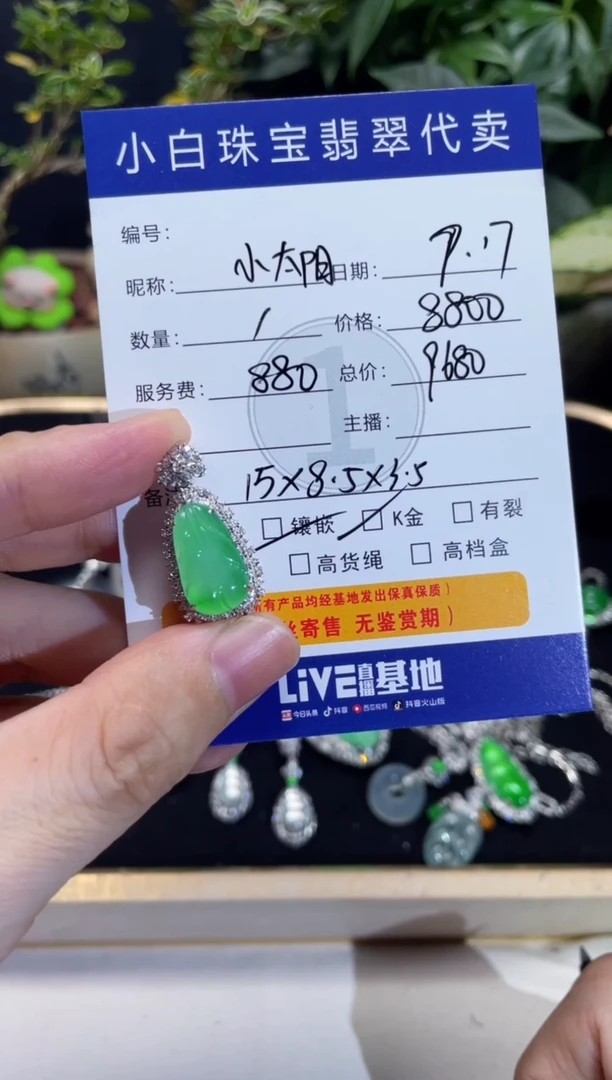 小白珠宝翡翠代卖
编号：
昵称：小太阳 日期：7.17
数量：1 价格：8800
服务费：880 总价：9680
主播：
备 15×8.5×3.5
镶嵌 K金 有裂
高货绳 高档盒
有产品均经基地发出保真保质）
寄售 无鉴赏期）
LiVE直播基地
今日头条 抖音 西瓜视频 抖音火山版
1